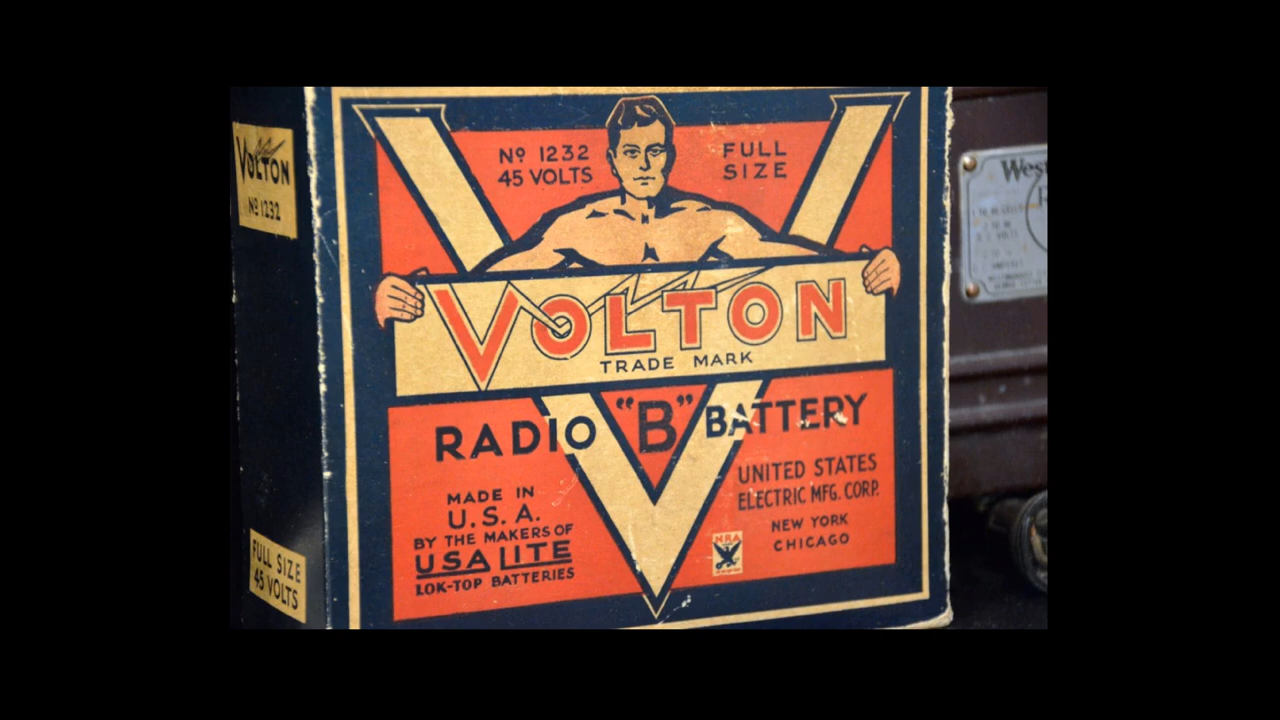 VOLTON
Nº 1232
FULL SIZE
45 VOLTS
Nº 1232
45 VOLTS
FULL
SIZE
VOLTON
TRADE MARK
RADIO "B" BATTERY
MADE IN
U.S.A.
BY THE MAKERS OF
USALITE
LOK-TOP BATTERIES
UNITED STATES
ELECTRIC MFG. CORP.
NEW YORK
CHICAGO
NRA